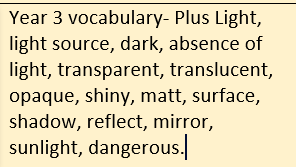 Year 3 vocabulary- Plus Light,
light source, dark, absence of
light, transparent, translucent,
opaque, shiny, matt, surface,
shadow, reflect, mirror,
sunlight, dangerous.